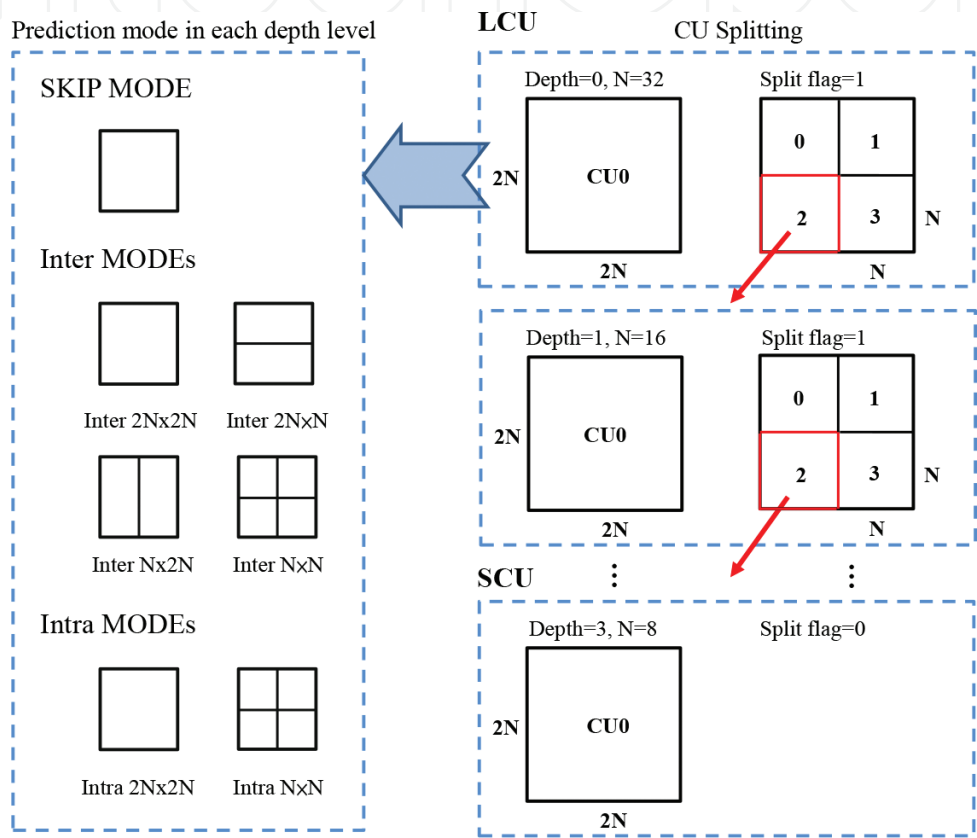 Prediction mode in each depth level
SKIP MODE
Inter MODEs
Inter 2Nx2N
Inter 2N×N
Inter Nx2N
Inter N×N
Intra MODEs
Intra 2Nx2N
Intra N×N
LCU
CU Splitting
Depth=0, N=32
Split flag=1
2N
CU0
2N
0
1
2
3
N
N
Depth=1, N=16
Split flag=1
2N
CU0
2N
0
1
2
3
N
N
SCU
⋮
⋮
Depth=3, N=8
Split flag=0
2N
CU0
2N